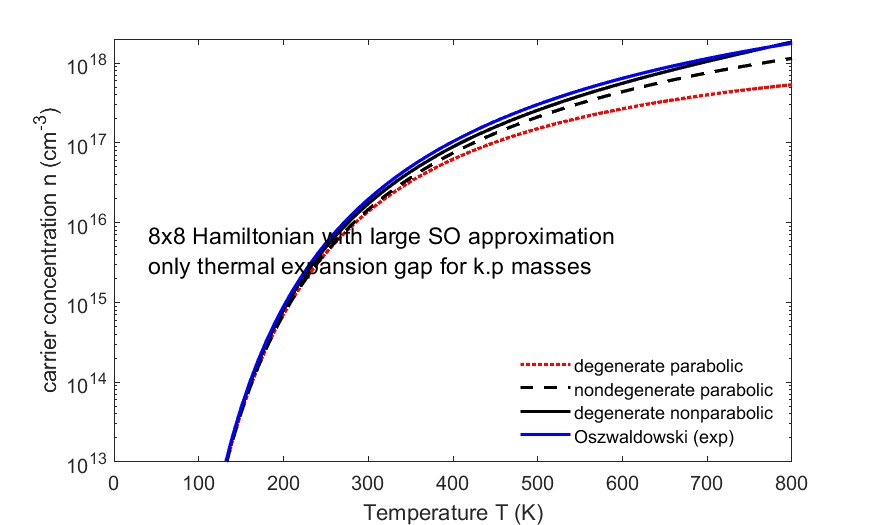 10^18
10^17
10^16
10^15
10^14
10^13
carrier concentration n (cm^-3)
8x8 Hamiltonian with large SO approximation
only thermal expansion gap for k.p masses
degenerate parabolic
nondegenerate parabolic
degenerate nonparabolic
Oszwaldowski (exp)
0 100 200 300 400 500 600 700 800
Temperature T (K)